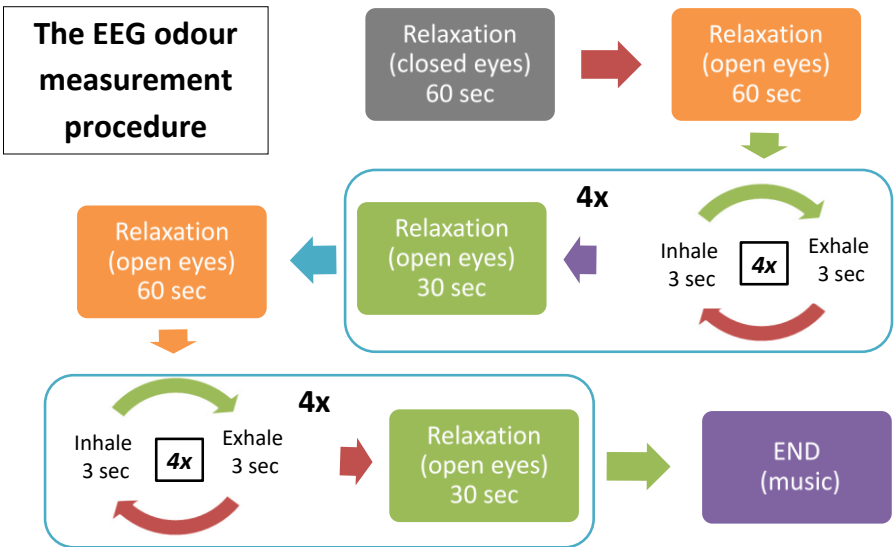 The EEG odour
measurement
procedure
Relaxation
(closed eyes)
60 sec
Relaxation
(open eyes)
60 sec
4x
Inhale
3 sec
4x
Exhale
3 sec
Relaxation
(open eyes)
30 sec
Relaxation
(open eyes)
60 sec
4x
Inhale
3 sec
4x
Exhale
3 sec
Relaxation
(open eyes)
30 sec
END
(music)